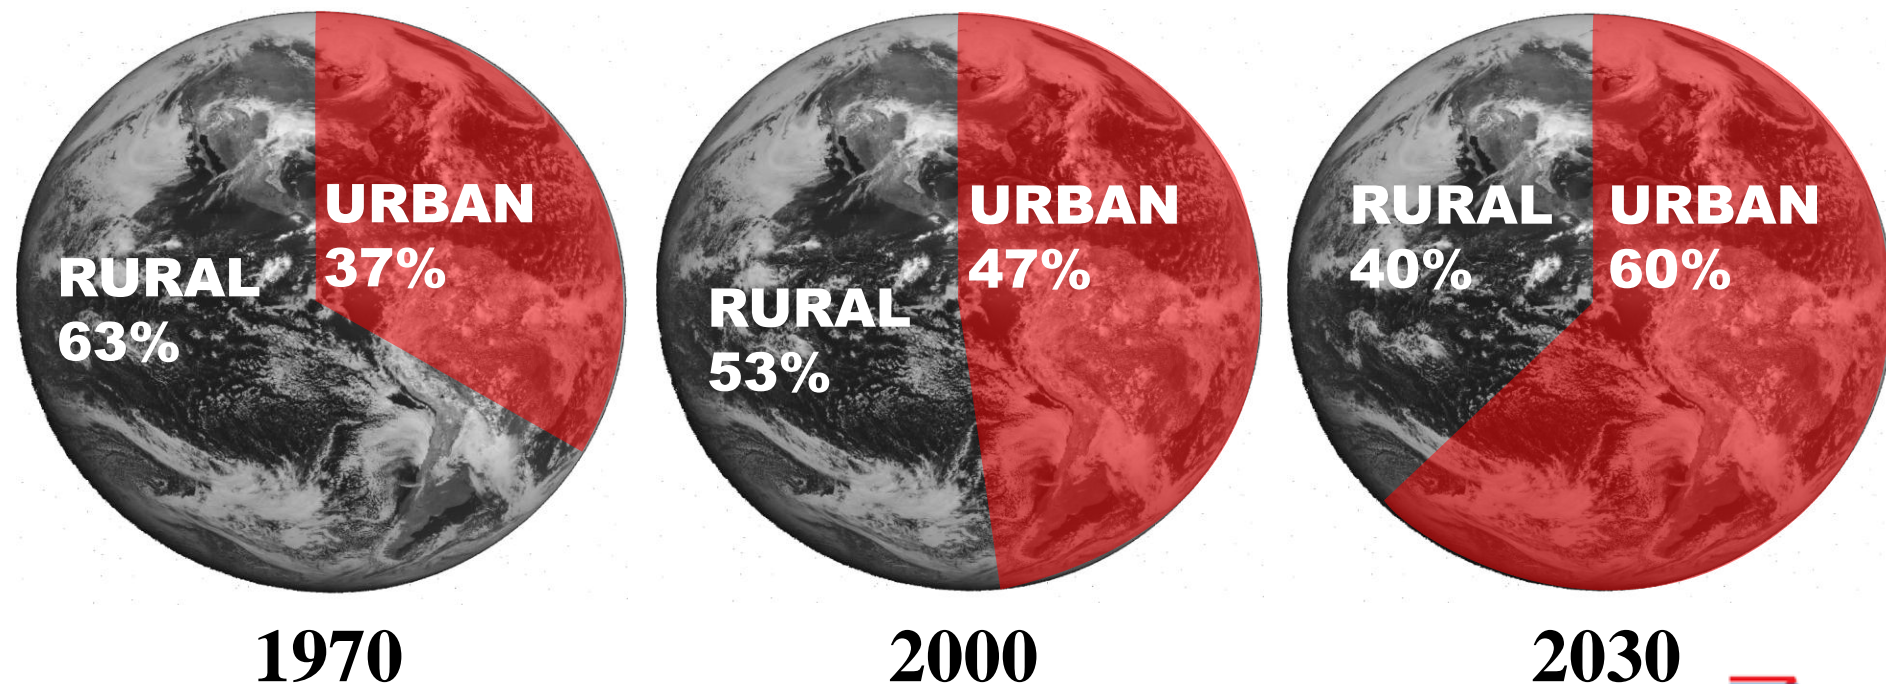 URBAN
37%
RURAL
63%
1970
URBAN
47%
RURAL
53%
2000
RURAL
40%
URBAN
60%
2030